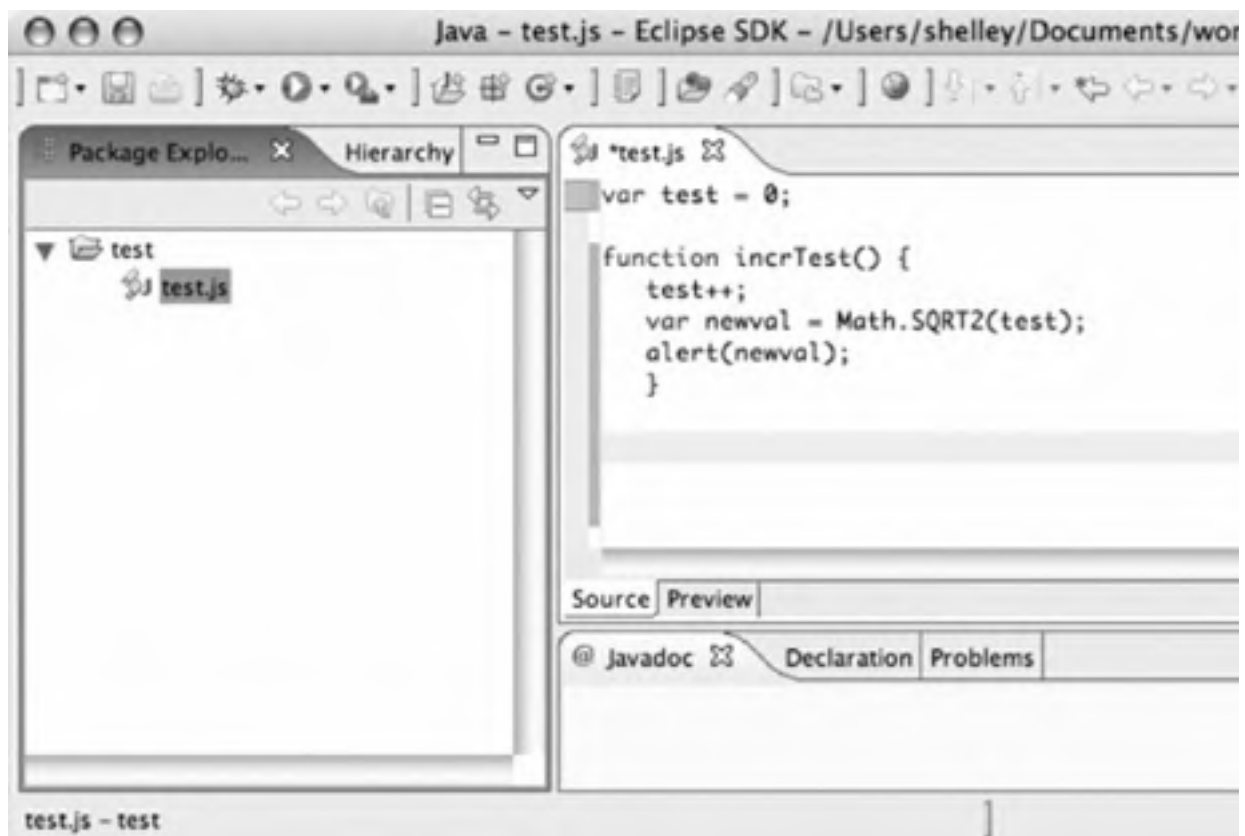 Java – test.js – Eclipse SDK – /Users/shelley/Documents/wor
Package Explo...
Hierarchy
test
test.js
*test.js
var test = 0;
function incrTest() {
test++;
var newval = Math.SQRT2(test);
alert(newval);
}
Source
Preview
@ Javadoc
Declaration
Problems
test.js – test